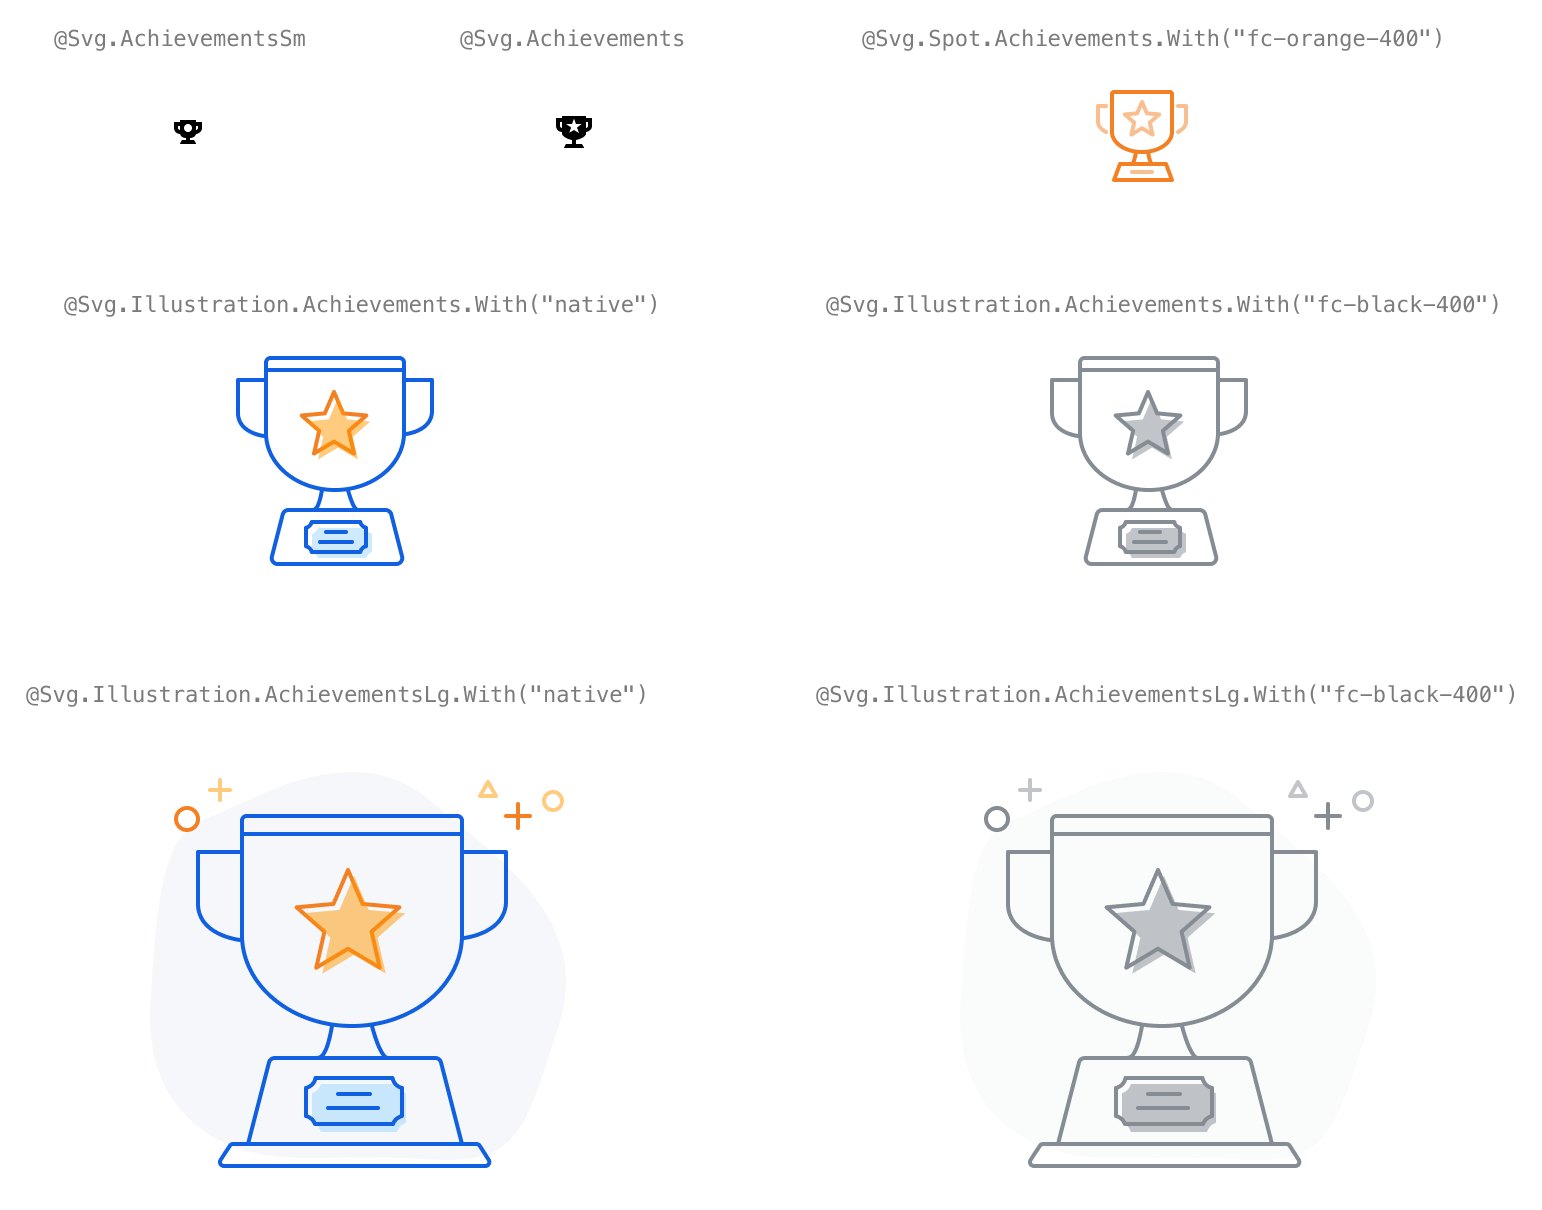 @Svg.AchievementsSm
@Svg.Achievements
@Svg.Spot.Achievements.With("fc-orange-400")
@Svg.Illustration.Achievements.With("native")
@Svg.Illustration.Achievements.With("fc-black-400")
@Svg.Illustration.AchievementsLg.With("native")
@Svg.Illustration.AchievementsLg.With("fc-black-400")